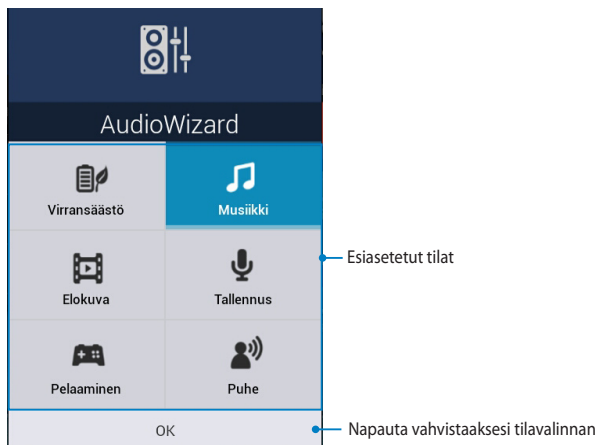 AudioWizard
Virransäästö
Musiikki
Elokuva
Tallennus
Esiasetetut tilat
Pelaaminen
Puhe
OK
Napauta vahvistaaksesi tilavalinnan